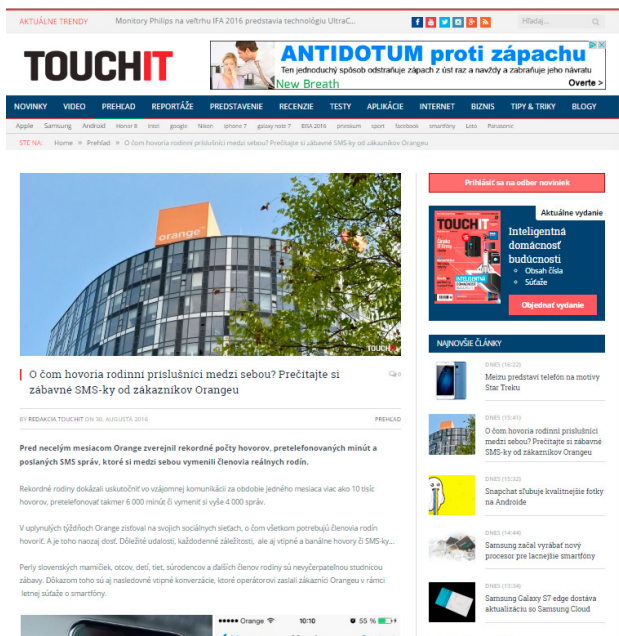 AKTUÁLNE TRENDY
Monitory Philips na veľtrhu IFA 2016 predstavia technológiu UltraC...
Hľadaj...
TOUCHIT
ANTIDOTUM proti zápachu
Ten jednoduchý spôsob odstraňuje zápach z úst raz a navždy a zabraňuje jeho návratu
New Breath
Overte >
NOVINKY VIDEO PREHĽAD REPORTÁŽE PREDSTAVENIE RECENZIE TESTY APLIKÁCIE INTERNET BIZNIS TIPY & TRIKY BLOGY
Apple Samsung Android Honor 8 Intel google Nikon iphone 7 galaxy note 7 EISA 2016 premium sport facebook smartfóny Leto Panasonic
STE NA: Home » Prehľad » O čom hovoria rodinní príslušníci medzi sebou? Prečítajte si zábavné SMS-ky od zákazníkov Orangeu
orange
TOUCHIT
O čom hovoria rodinní príslušníci medzi sebou? Prečítajte si
zábavné SMS-ky od zákazníkov Orangeu
0
BY REDAKCIA TOUCHIT ON 30. AUGUSTA 2016
PREHĽAD
Pred necelým mesiacom Orange zverejnil rekordné počty hovorov, pretelefonovaných minút a
poslaných SMS správ, ktoré si medzi sebou vymenili členovia reálnych rodín.
Rekordné rodiny dokázali uskutočniť vo vzájomnej komunikácii za obdobie jedného mesiaca viac ako 10 tisíc
hovorov, pretelefonovať takmer 6 000 minút či vymeniť si vyše 4 000 správ.
V uplynulých týždňoch Orange zisťoval na svojich sociálnych sieťach, o čom všetkom potrebujú členovia rodín
hovoriť. A je toho naozaj dosť. Dôležité udalosti, každodenné záležitosti, ale aj vtipné a banálne hovory či SMS-ky...
Perly slovenských mamičiek, otcov, detí, tiet, súrodencov a ďalších členov rodiny sú nevyčerpateľnou studnicou
zábavy. Dôkazom toho sú aj nasledovné vtipné konverzácie, ktoré operátorovi zaslali zákazníci Orangeu v rámci
letnej súťaže o smartfóny.
Orange 10:10 55 %
Prihlásiť sa na odber noviniek
Aktuálne vydanie
TOUCHIT
INTELIGENTNÁ
DOMÁCNOSŤ
Inteligentná
domácnosť
budúcnosti
Obsah čísla
Súťaže
Objednať vydanie
NAJNOVŠIE ČLÁNKY
DNES (16:22)
Meizu predstaví telefón na motívy
Star Treku
DNES (15:41)
O čom hovoria rodinní príslušníci
medzi sebou? Prečítajte si zábavné
SMS-ky od zákazníkov Orangeu
DNES (15:32)
Snapchat sľubuje kvalitnejšie fotky
na Androide
DNES (14:44)
Samsung začal vyrábať nový
procesor pre lacnejšie smartfóny
DNES (13:34)
Samsung Galaxy S7 edge dostáva
aktualizáciu so Samsung Cloud